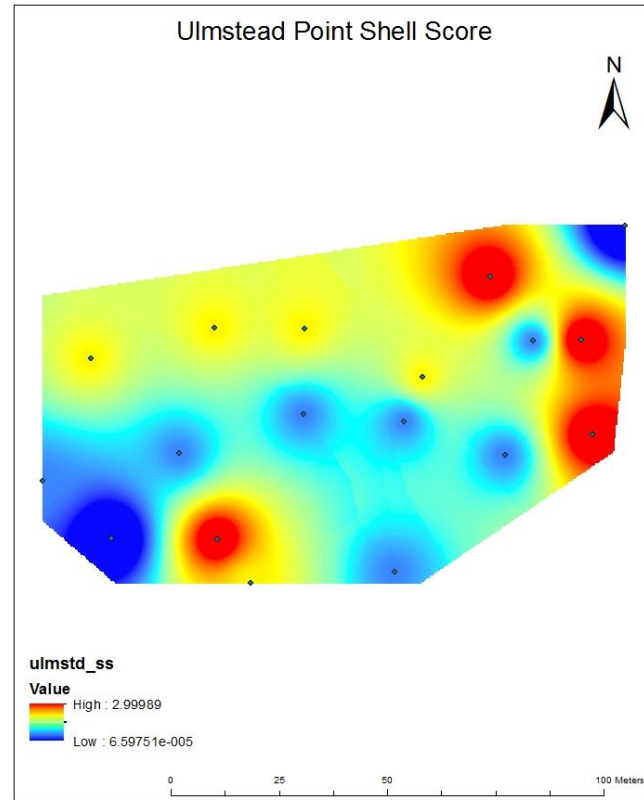 Ulmstead Point Shell Score
N
ulmstd_ss
Value
High : 2.99989
Low : 6.59751e-005
0 25 50 100 Meters